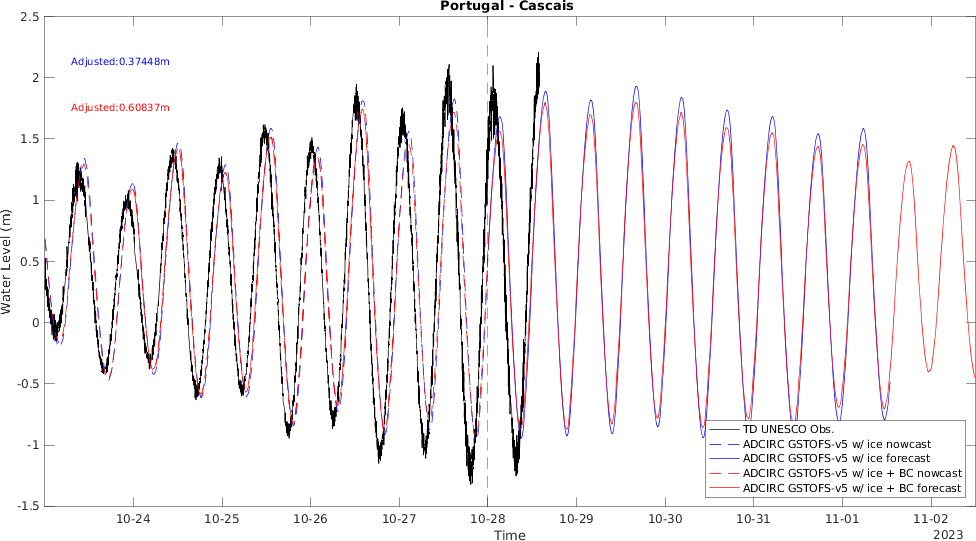 Portugal - Cascais
2.5
2
1.5
1
0.5
0
-0.5
-1
-1.5
Water Level (m)
Adjusted:0.37448m
Adjusted:0.60837m
TD UNESCO Obs.
ADCIRC GSTOFS-v5 w/ ice nowcast
ADCIRC GSTOFS-v5 w/ ice forecast
ADCIRC GSTOFS-v5 w/ ice + BC nowcast
ADCIRC GSTOFS-v5 w/ ice + BC forecast
10-24 10-25 10-26 10-27 10-28 10-29 10-30 10-31 11-01 11-02
Time
2023